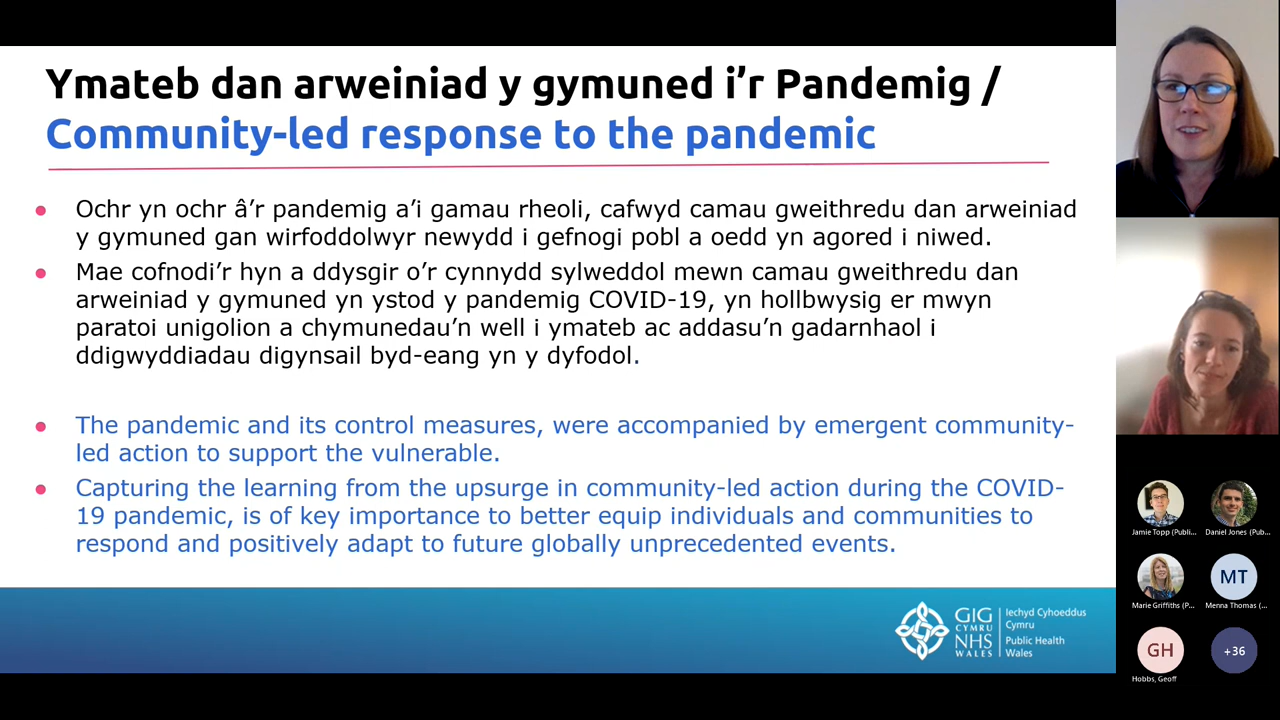 Ymateb dan arweiniad y gymuned i’r Pandemig /
Community-led response to the pandemic
Ochr yn ochr â’r pandemig a’i gamau rheoli, cafwyd camau gweithredu dan arweiniad
y gymuned gan wirfoddolwyr newydd i gefnogi pobl a oedd yn agored i niwed.
Mae cofnodi’r hyn a ddysgir o’r cynnydd sylweddol mewn camau gweithredu dan
arweiniad y gymuned yn ystod y pandemig COVID-19, yn hollbwysig er mwyn
paratoi unigolion a chymunedau’n well i ymateb ac addasu’n gadarnhaol i
ddigwyddiadau digynsail byd-eang yn y dyfodol.
The pandemic and its control measures, were accompanied by emergent community-
led action to support the vulnerable.
Capturing the learning from the upsurge in community-led action during the COVID-
19 pandemic, is of key importance to better equip individuals and communities to
respond and positively adapt to future globally unprecedented events.
GIG
CYMRU
NHS
WALES
Iechyd Cyhoeddus
Cymru
Public Health
Wales
Jamie Topp (Publi...
Daniel Jones (Pub...
Marie Griffiths (P...
MT
Menna Thomas (...
GH
Hobbs, Geoff
+36